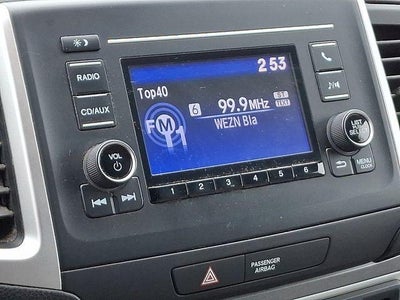 2 53
RADIO
Top40
6 99.9MHz ST
TEXT
CD/AUX
FM1
WEZN Bla
VOL
LIST
SELECT
MENU
CLOCK
1 2 3 4 5 6
PASSENGER
AIRBAG